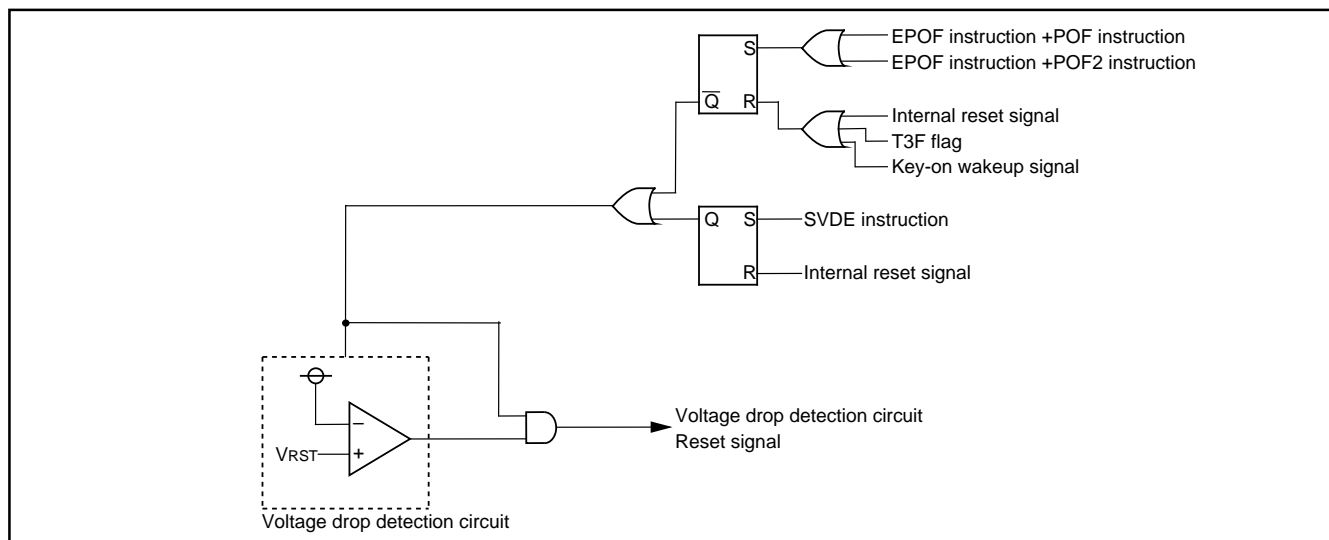 EPOF instruction +POF instruction
S
EPOF instruction +POF2 instruction
Q R
Internal reset signal
T3F flag
Key-on wakeup signal
Q S SVDE instruction
R Internal reset signal
Voltage drop detection circuit
Reset signal
−
VRST +
Voltage drop detection circuit